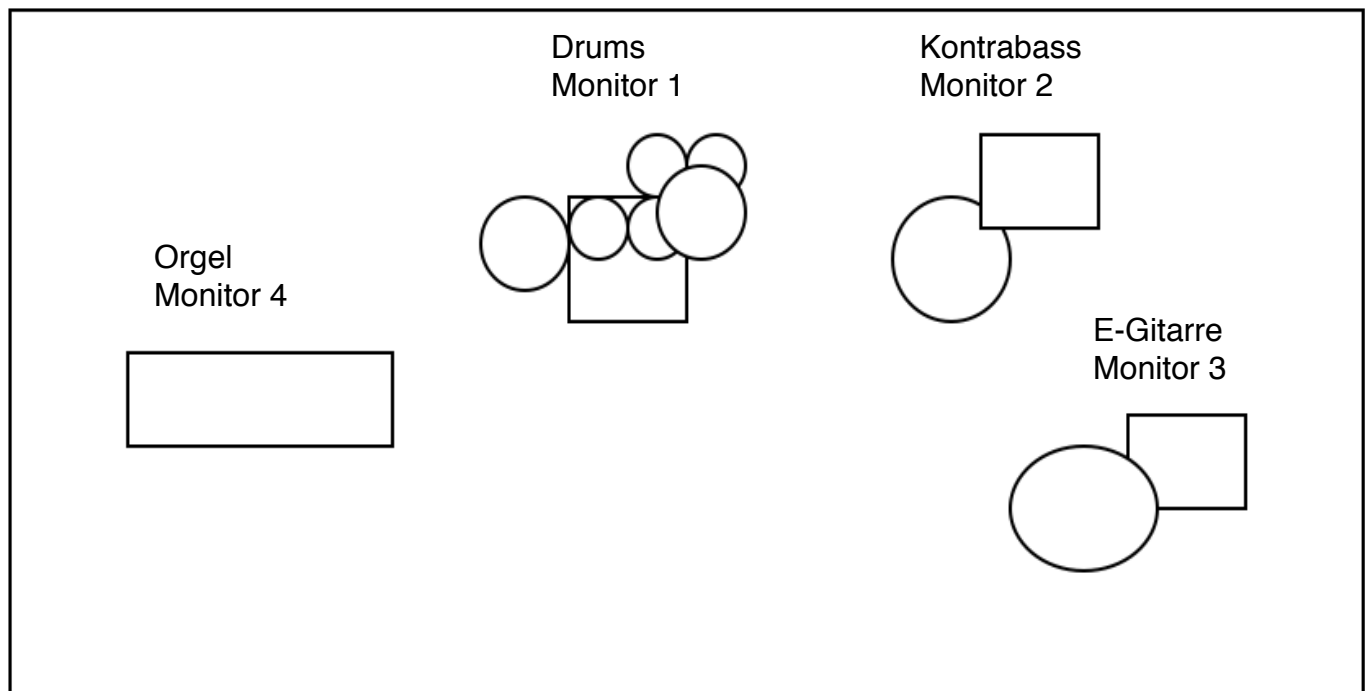 Drums
Monitor 1
Kontrabass
Monitor 2
Orgel
Monitor 4
E-Gitarre
Monitor 3